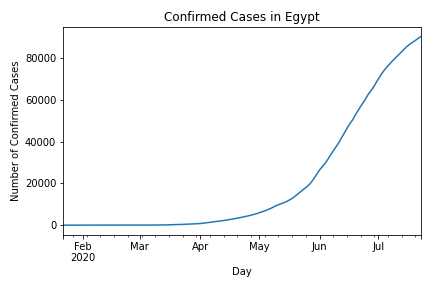 Confirmed Cases in Egypt
Number of Confirmed Cases
80000
60000
40000
20000
0
Feb Mar Apr May Jun Jul
2020
Day